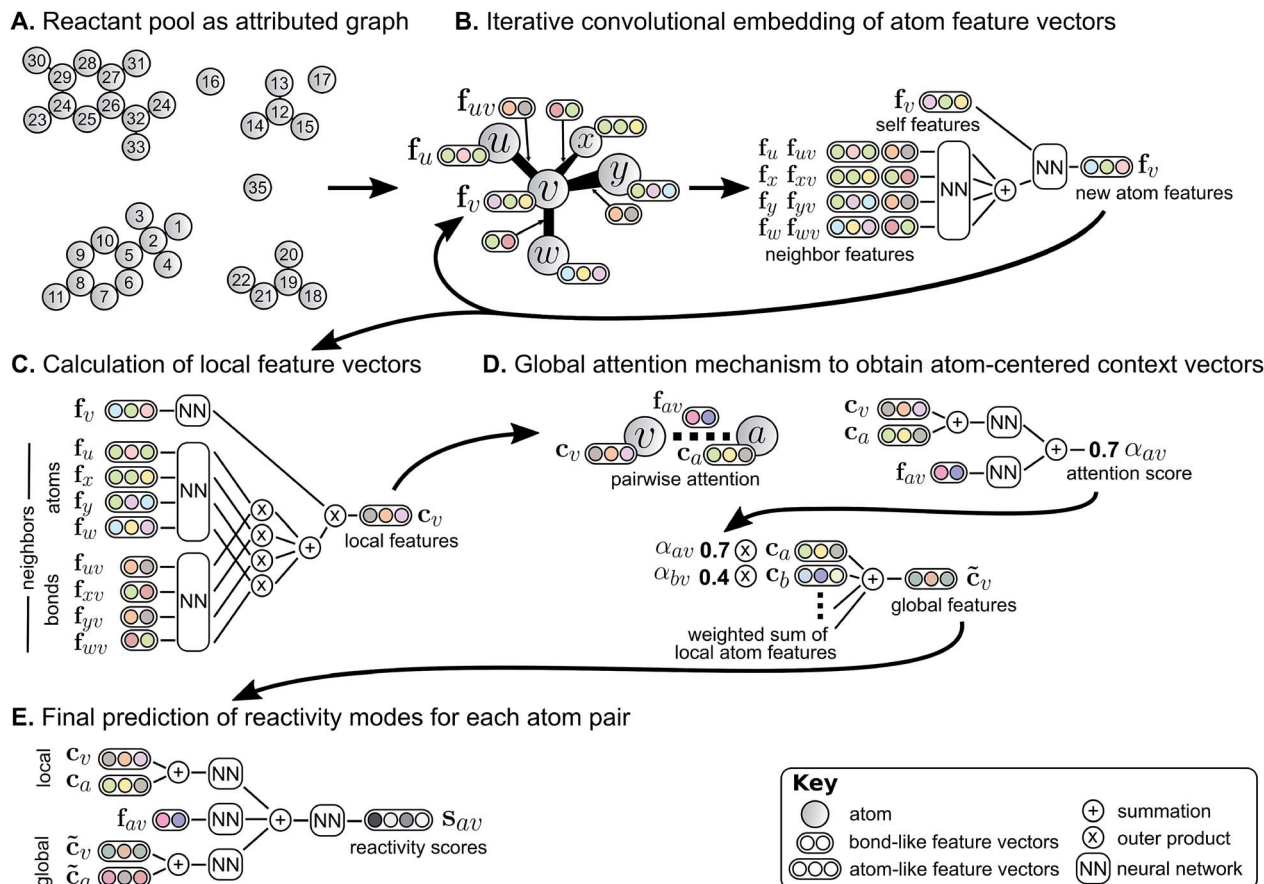 A. Reactant pool as attributed graph
30 28 31
29 27
24 26 24
23 25 32
33
16 13 17
12
14 15
35
3 1
10 2
9 5 4
8 6
11 7
20
22 19
21 18
B. Iterative convolutional embedding of atom feature vectors
f_uv
u x
f_u
y
f_v v
w
f_v
self features
f_u f_uv
f_x f_xv
f_y f_yv
f_w f_wv
neighbor features
NN
+
NN
f_v
new atom features
C. Calculation of local feature vectors
f_v NN
neighbors
atoms
f_u
f_x
f_y
f_w
NN
bonds
f_uv
f_xv
f_yv
f_wv
NN
x
x
x
x
+
x
c_v
local features
D. Global attention mechanism to obtain atom-centered context vectors
f_av
v a
c_v c_a
pairwise attention
c_v
c_a
+ NN
f_av NN
+ 0.7 α_av
attention score
α_av 0.7 x c_a
α_bv 0.4 x c_b
+ c̃_v
global features
weighted sum of
local atom features
E. Final prediction of reactivity modes for each atom pair
local
c_v
c_a
+ NN
f_av NN
global
c̃_v
c̃_a
+ NN
+ NN s_av
reactivity scores
Key
atom
bond-like feature vectors
atom-like feature vectors
+ summation
x outer product
NN neural network